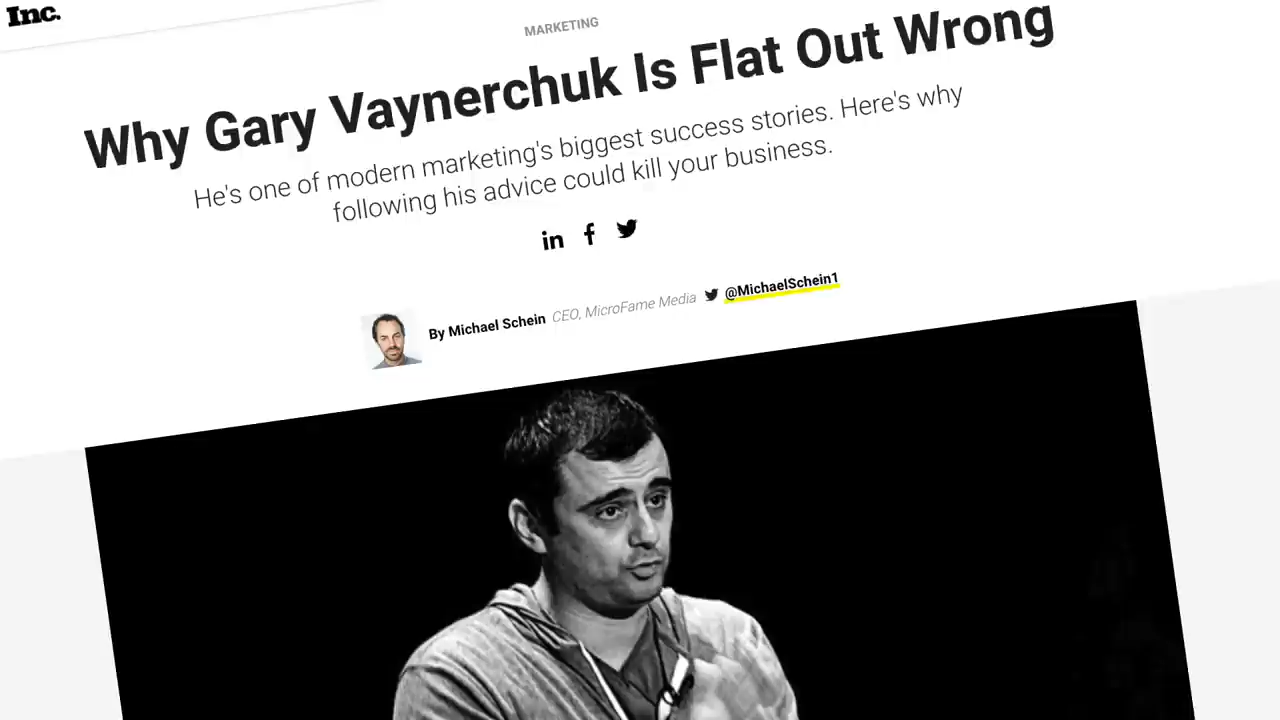 Inc.
MARKETING
Why Gary Vaynerchuk Is Flat Out Wrong
He's one of modern marketing's biggest success stories. Here's why
following his advice could kill your business.
in f
By Michael Schein CEO, MicroFame Media @MichaelSchein1